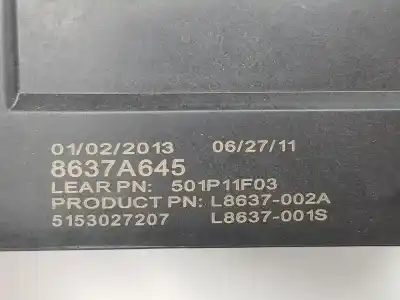 01/02/2013 06/27/11
8637A645
LEAR PN: 501P11F03
PRODUCT PN: L8637-002A
5153027207 L8637-001S